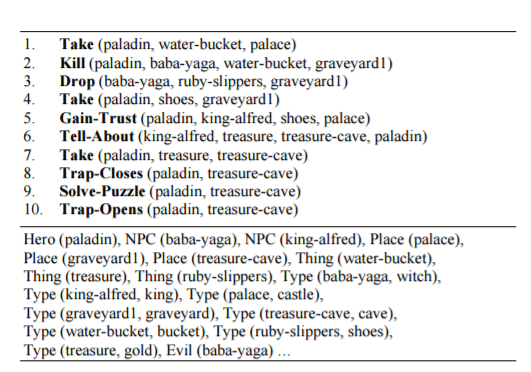 1. Take (paladin, water-bucket, palace)
2. Kill (paladin, baba-yaga, water-bucket, graveyard1)
3. Drop (baba-yaga, ruby-slippers, graveyard1)
4. Take (paladin, shoes, graveyard1)
5. Gain-Trust (paladin, king-alfred, shoes, palace)
6. Tell-About (king-alfred, treasure, treasure-cave, paladin)
7. Take (paladin, treasure, treasure-cave)
8. Trap-Closes (paladin, treasure-cave)
9. Solve-Puzzle (paladin, treasure-cave)
10. Trap-Opens (paladin, treasure-cave)
Hero (paladin), NPC (baba-yaga), NPC (king-alfred), Place (palace),
Place (graveyard1), Place (treasure-cave), Thing (water-bucket),
Thing (treasure), Thing (ruby-slippers), Type (baba-yaga, witch),
Type (king-alfred, king), Type (palace, castle),
Type (graveyard1, graveyard), Type (treasure-cave, cave),
Type (water-bucket, bucket), Type (ruby-slippers, shoes),
Type (treasure, gold), Evil (baba-yaga) ...